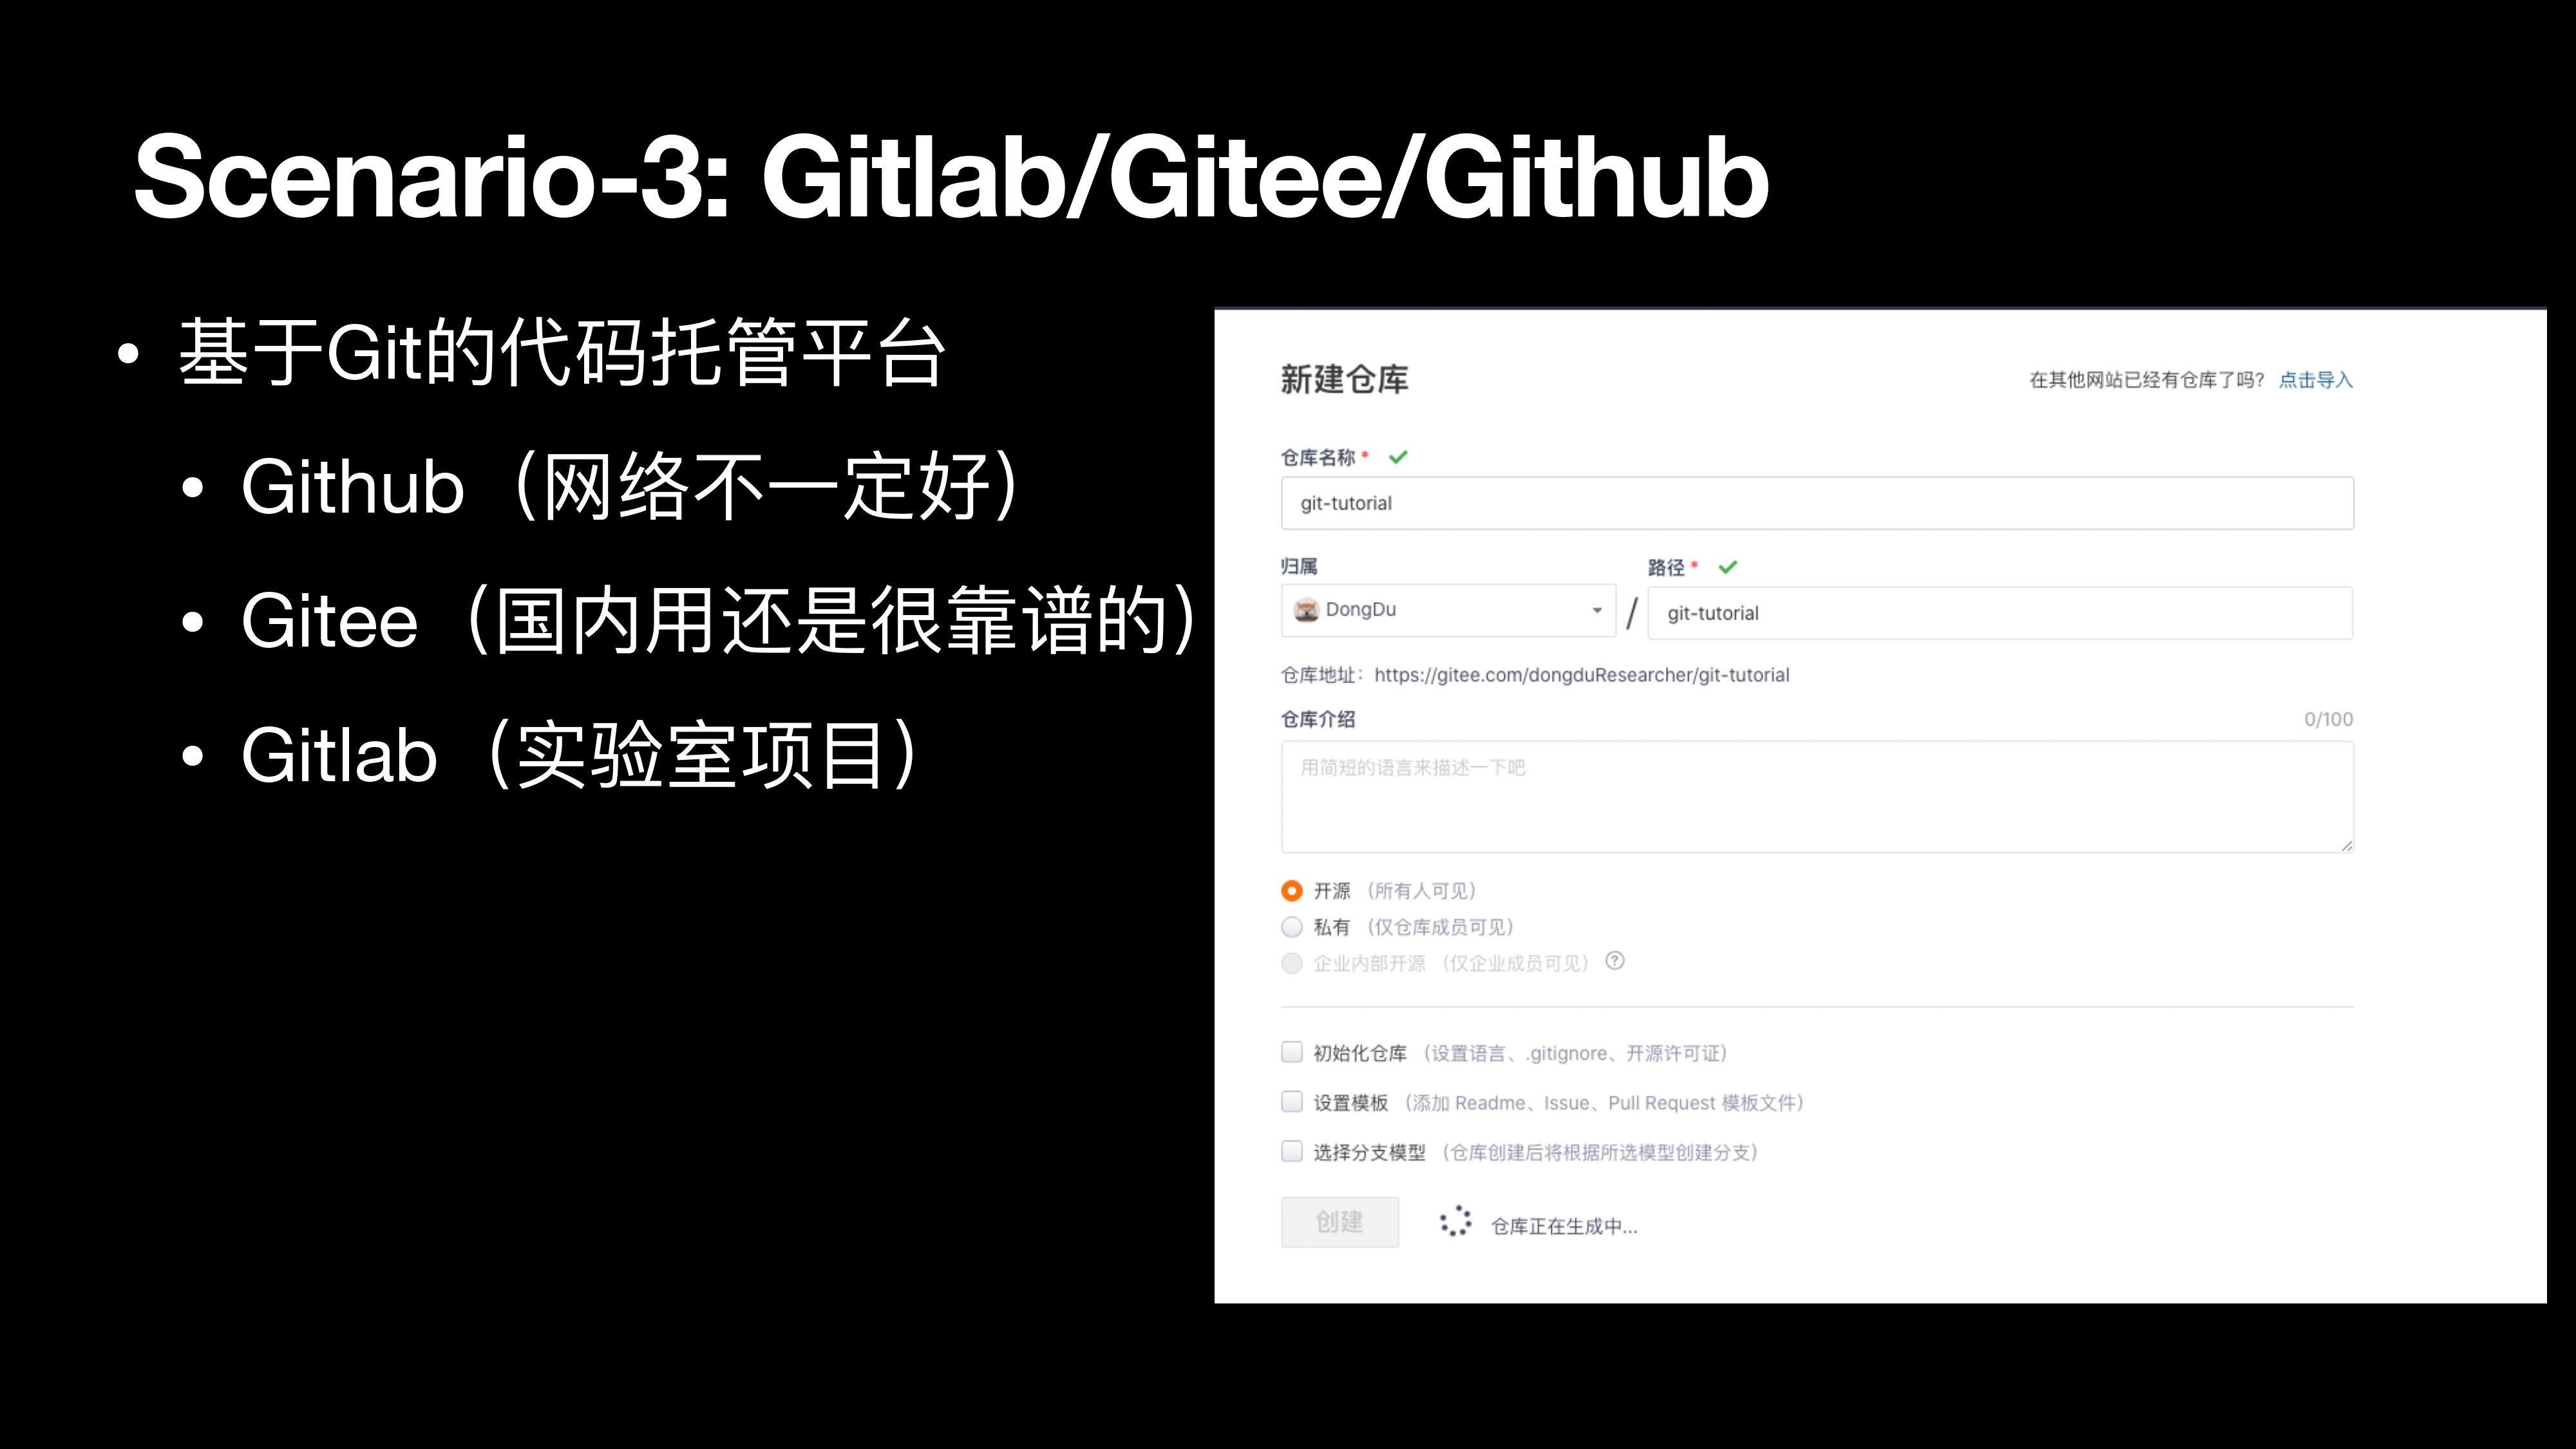 Scenario-3: Gitlab/Gitee/Github
• 基于Git的代码托管平台
• Github（网络不一定好）
• Gitee（国内用还是很靠谱的）
• Gitlab（实验室项目）
新建仓库
在其他网站已经有仓库了吗？ 点击导入
仓库名称 *
git-tutorial
归属
路径 *
DongDu
/
git-tutorial
仓库地址：https://gitee.com/dongduResearcher/git-tutorial
仓库介绍
0/100
用简短的语言来描述一下吧
开源 （所有人可见）
私有 （仅仓库成员可见）
企业内部开源 （仅企业成员可见） ?
初始化仓库 （设置语言、.gitignore、开源许可证）
设置模板 （添加 Readme、Issue、Pull Request 模板文件）
选择分支模型 （仓库创建后将根据所选模型创建分支）
创建
仓库正在生成中...